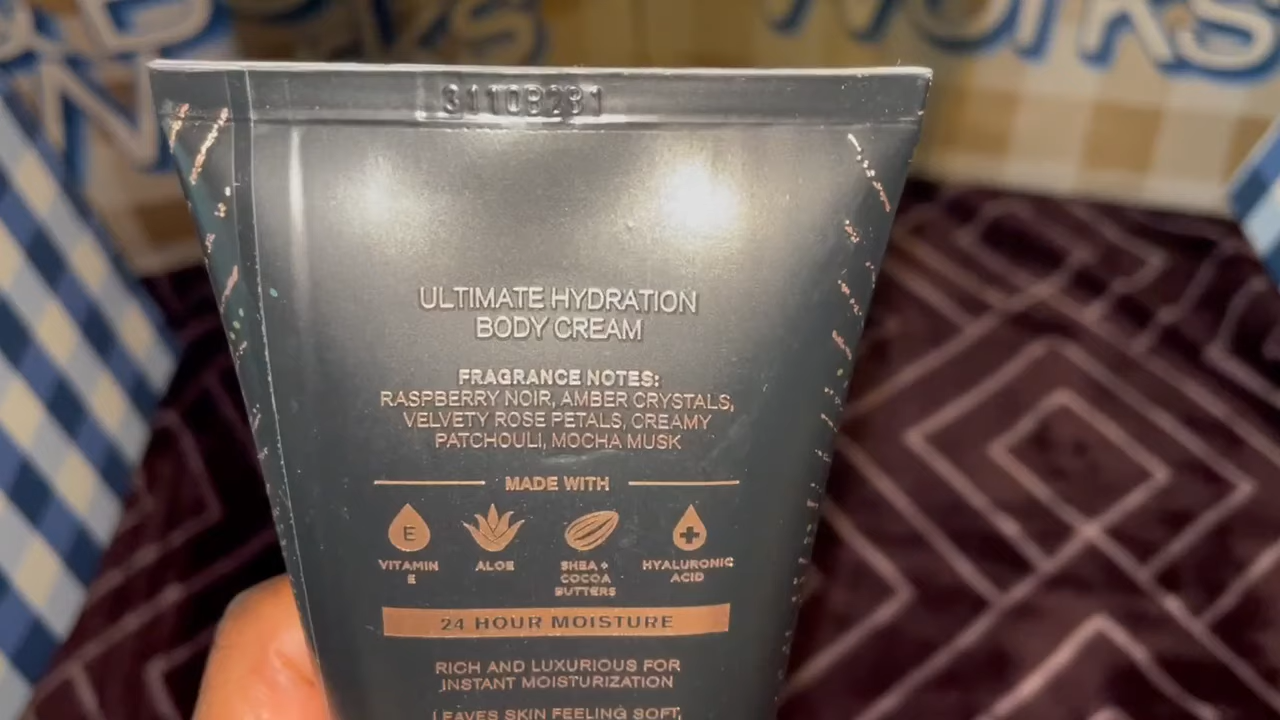 Works
3110B2B1
ULTIMATE HYDRATION
BODY CREAM
FRAGRANCE NOTES:
RASPBERRY NOIR, AMBER CRYSTALS,
VELVETY ROSE PETALS, CREAMY
PATCHOULI, MOCHA MUSK
MADE WITH
E
VITAMIN
E
ALOE
SHEA +
COCOA
BUTTERS
HYALURONIC
ACID
24 HOUR MOISTURE
RICH AND LUXURIOUS FOR
INSTANT MOISTURIZATION
LEAVES SKIN FEELING SOFT,